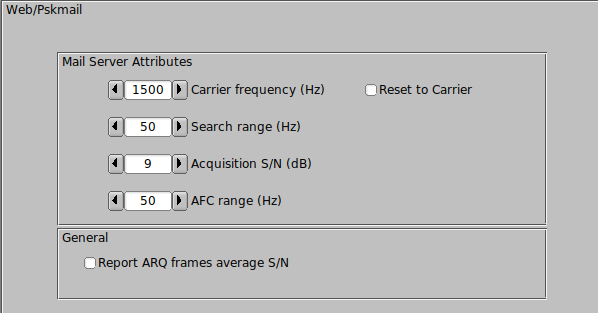 Web/Pskmail
Mail Server Attributes
1500 Carrier frequency (Hz) Reset to Carrier
50 Search range (Hz)
9 Acquisition S/N (dB)
50 AFC range (Hz)
General
Report ARQ frames average S/N